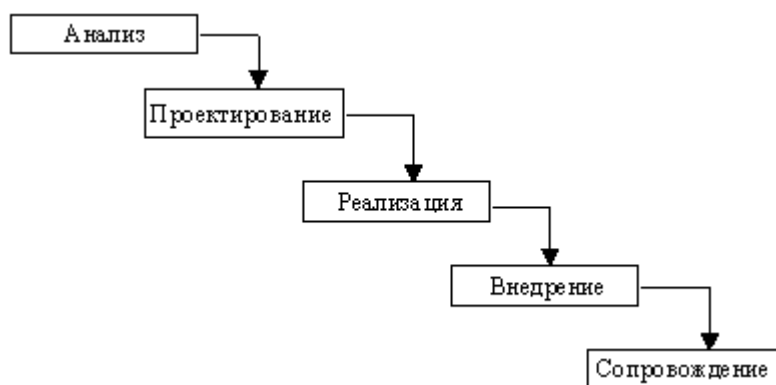 Анализ
Проектирование
Реализация
Внедрение
Сопровождение